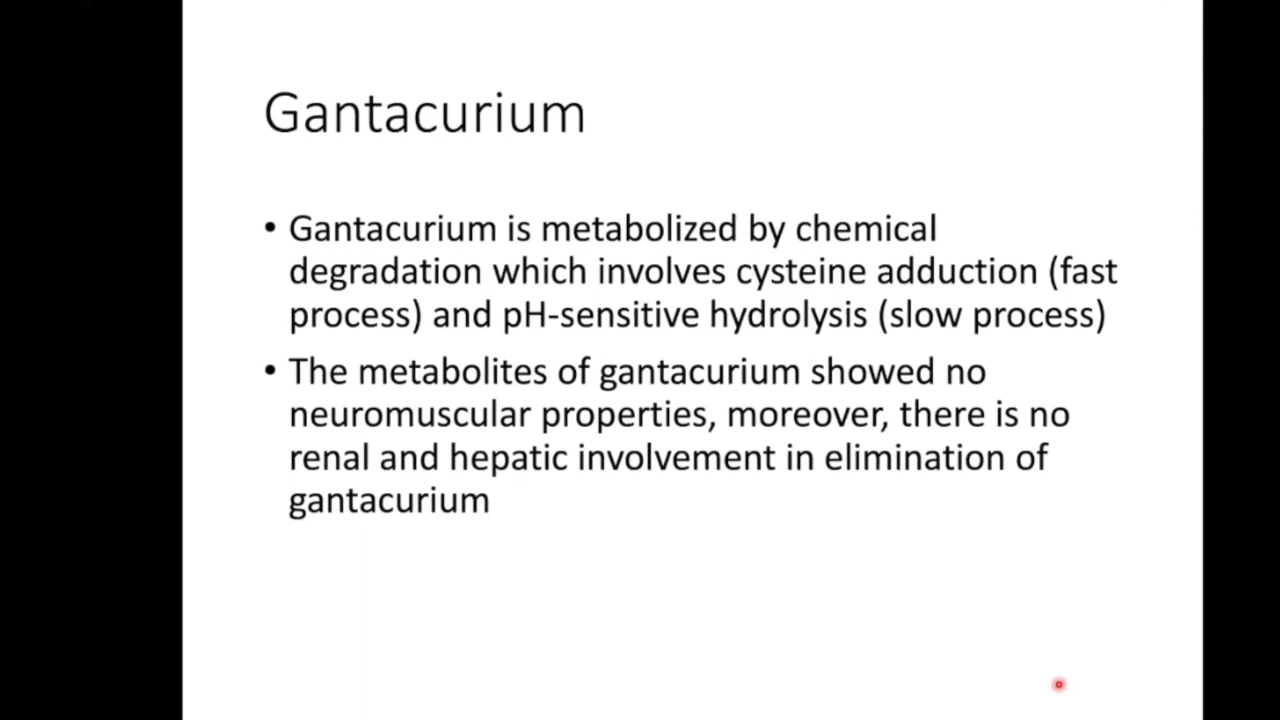 Gantacurium
• Gantacurium is metabolized by chemical
degradation which involves cysteine adduction (fast
process) and pH-sensitive hydrolysis (slow process)
• The metabolites of gantacurium showed no
neuromuscular properties, moreover, there is no
renal and hepatic involvement in elimination of
gantacurium